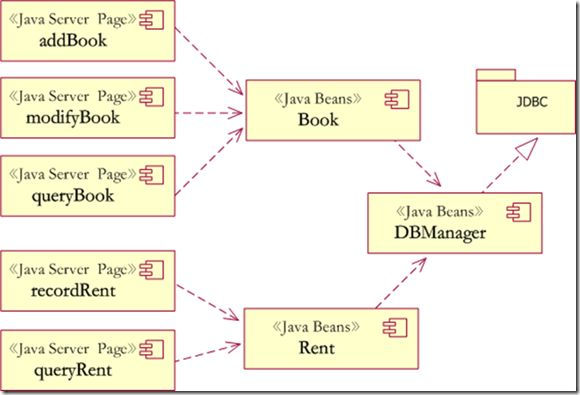 《Java Server Page》
addBook
《Java Server Page》
modifyBook
《Java Server Page》
queryBook
《Java Server Page》
recordRent
《Java Server Page》
queryRent
《Java Beans》
Book
《Java Beans》
Rent
《Java Beans》
DBManager
JDBC